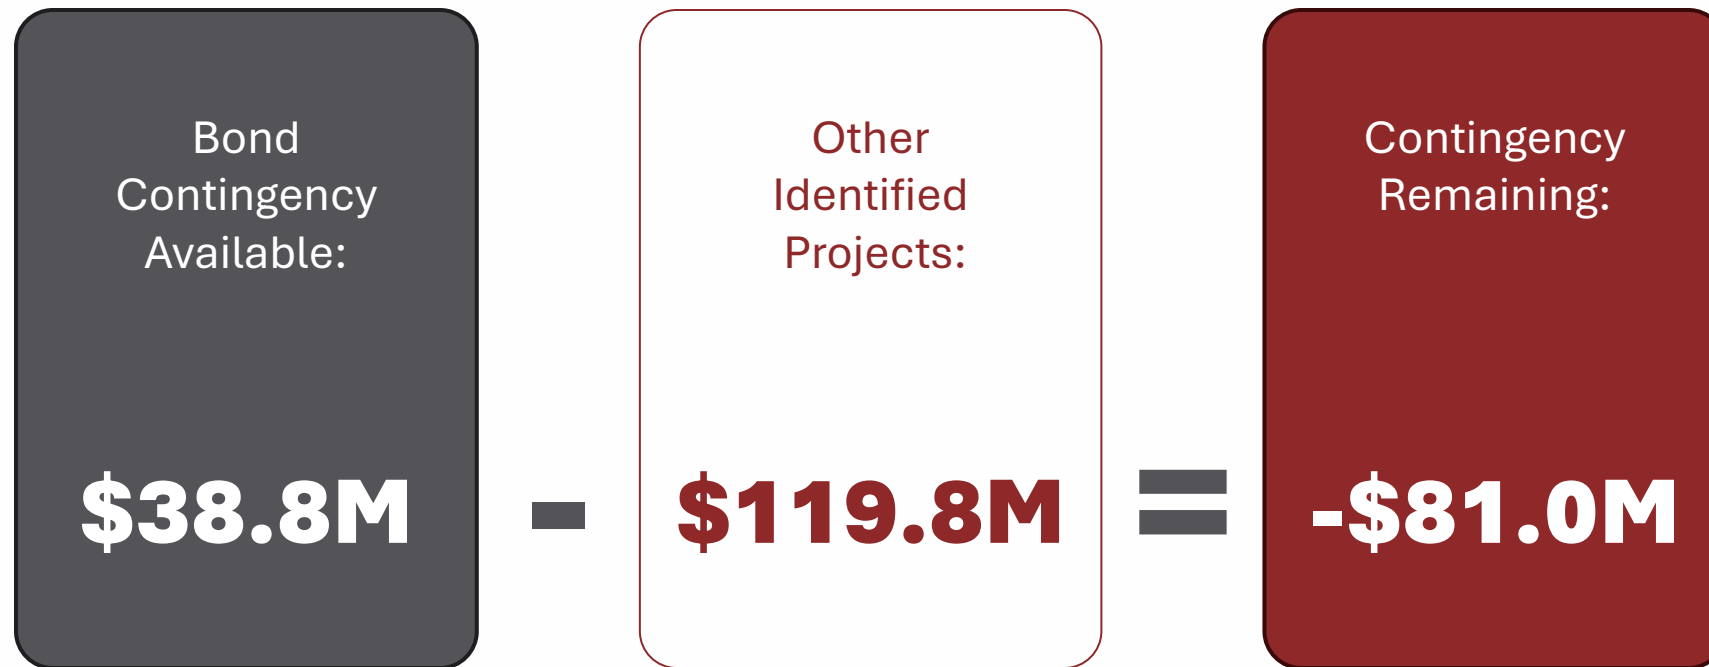 Bond
Contingency
Available:
$38.8M
-
Other
Identified
Projects:
$119.8M
=
Contingency
Remaining:
-$81.0M